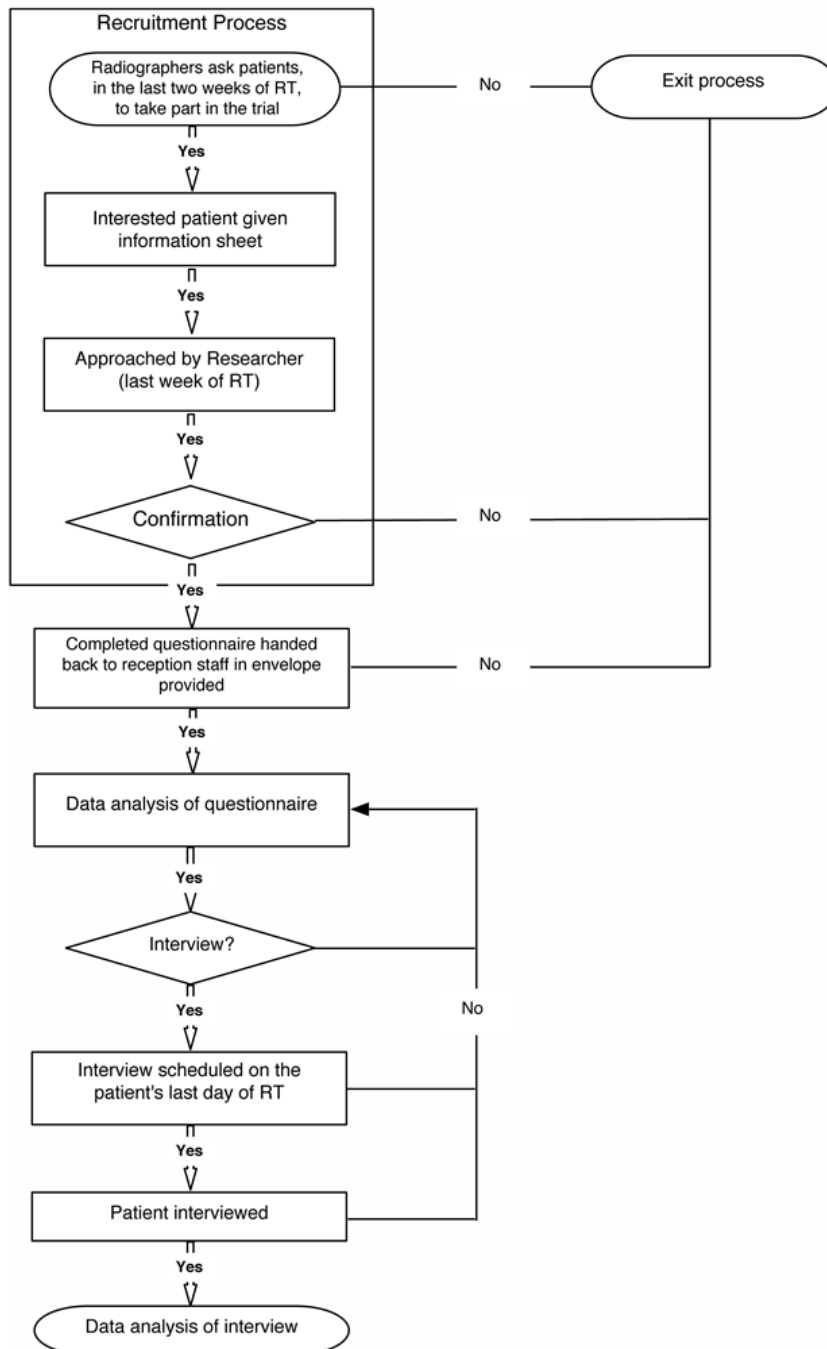 Recruitment Process
Radiographers ask patients,
in the last two weeks of RT,
to take part in the trial
No
Exit process
Yes
Interested patient given
information sheet
Yes
Approached by Researcher
(last week of RT)
Yes
Confirmation
No
Yes
Completed questionnaire handed
back to reception staff in envelope
provided
No
Yes
Data analysis of questionnaire
Yes
Interview?
No
Yes
Interview scheduled on the
patient's last day of RT
Yes
Patient interviewed
Yes
Data analysis of interview